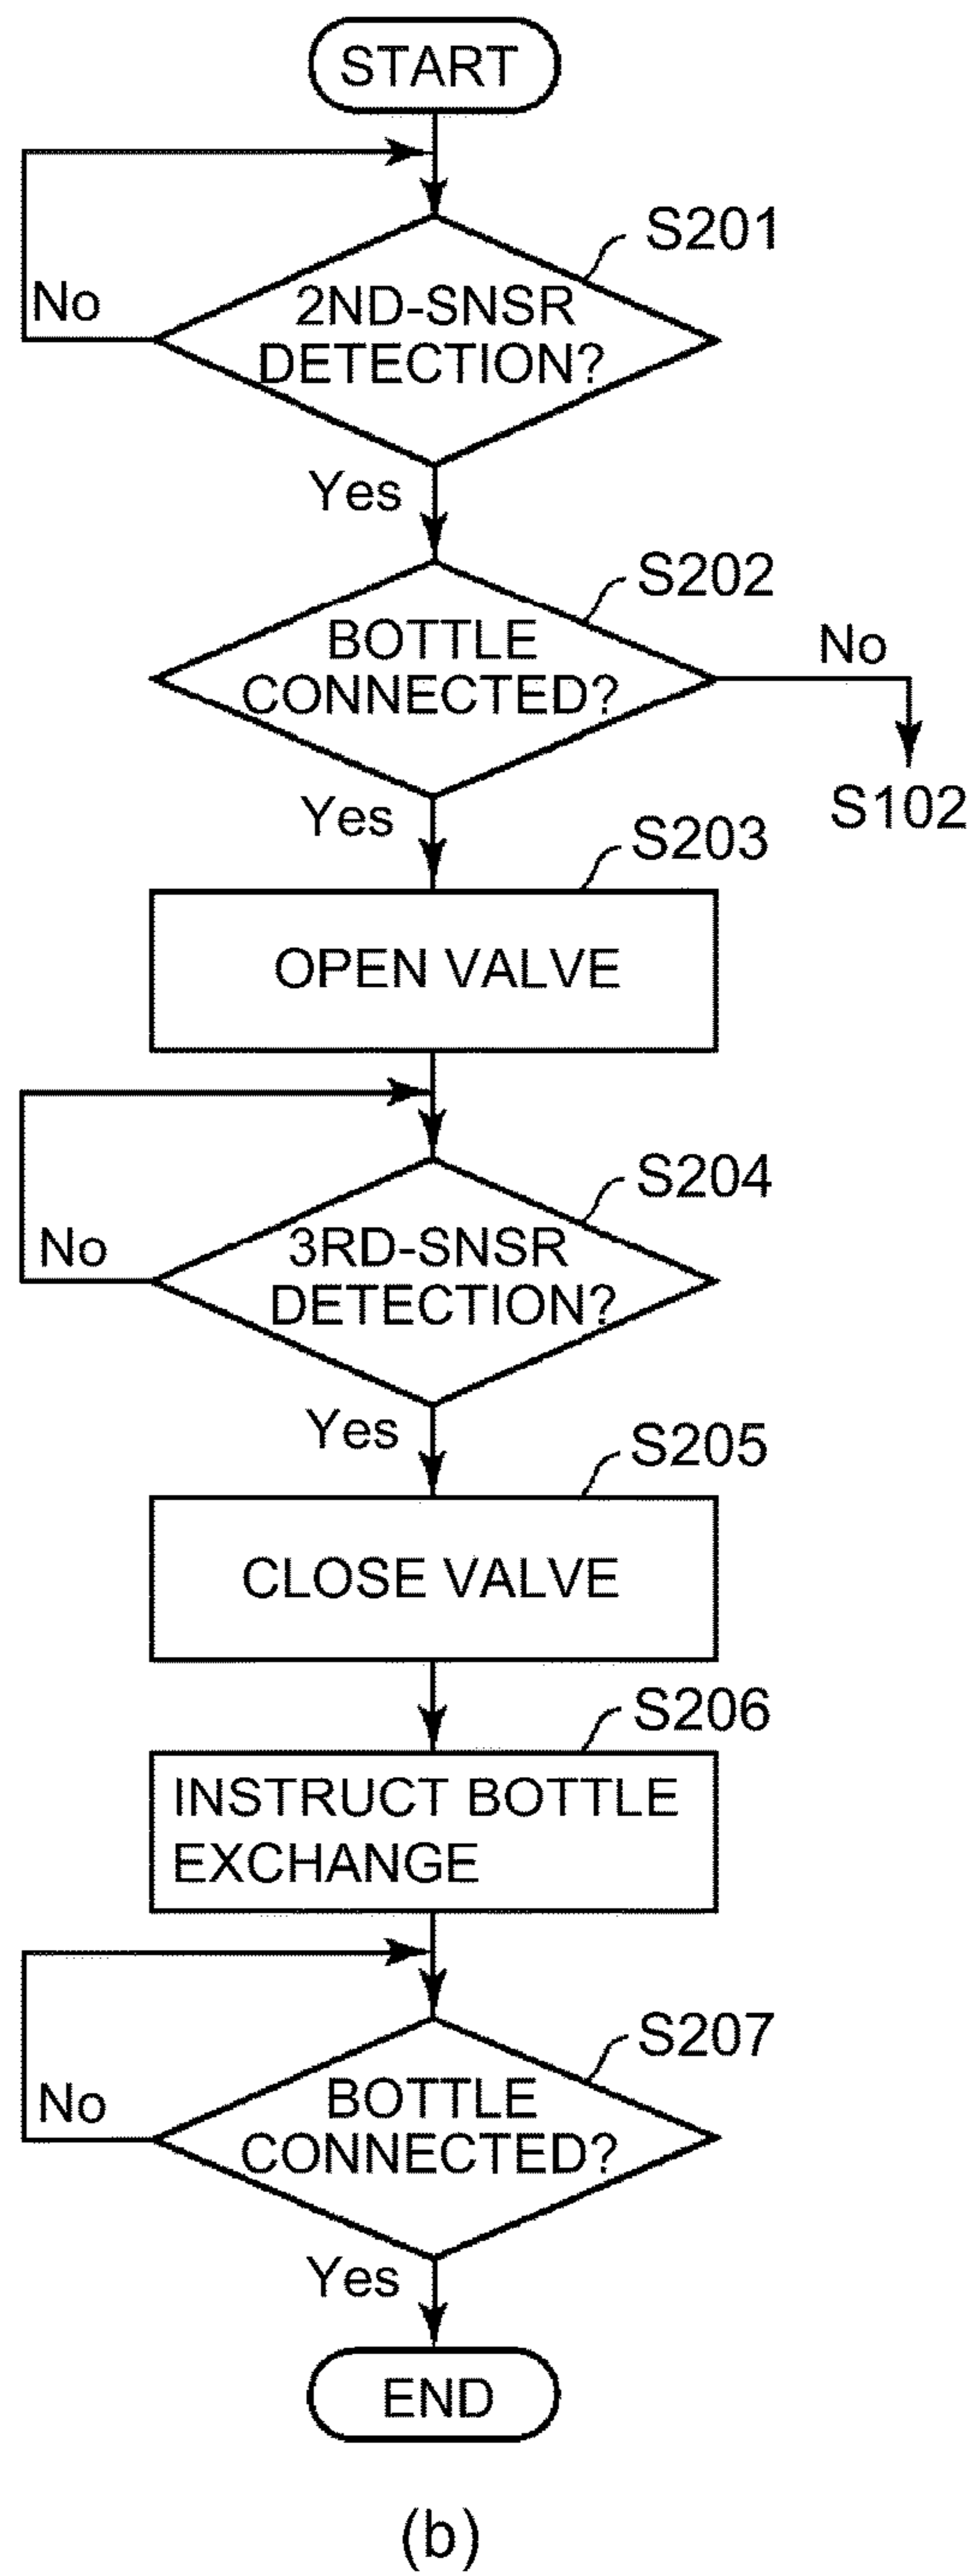 START
S201
No
2ND-SNSR
DETECTION?
Yes
S202
BOTTLE
CONNECTED?
No
S102
Yes
S203
OPEN VALVE
S204
No
3RD-SNSR
DETECTION?
Yes
S205
CLOSE VALVE
S206
INSTRUCT BOTTLE
EXCHANGE
S207
No
BOTTLE
CONNECTED?
Yes
END
(b)